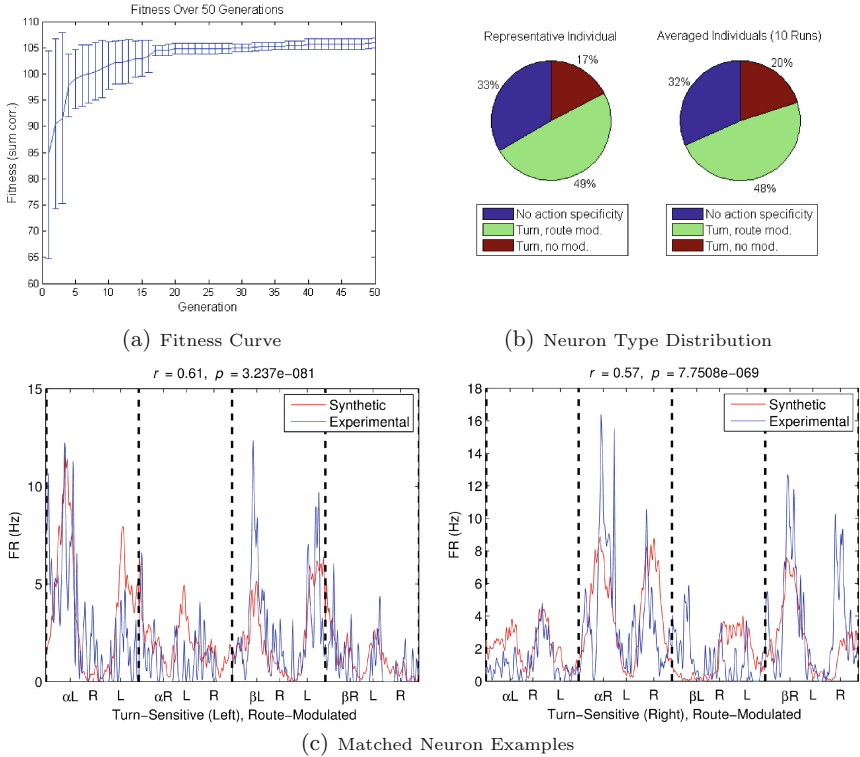 Fitness Over 50 Generations
110
105
100
95
90
85
80
75
70
65
60
Fitness (sum corr.)
0 5 10 15 20 25 30 35 40 45 50
Generation
(a) Fitness Curve
Representative Individual
17%
33%
49%
No action specificity
Turn, route mod.
Turn, no mod.
Averaged Individuals (10 Runs)
20%
32%
48%
No action specificity
Turn, route mod.
Turn, no mod.
(b) Neuron Type Distribution
r = 0.61, p = 3.237e−081
15
10
5
0
FR (Hz)
Synthetic
Experimental
αL R L αR L R βL R L βR L R
Turn−Sensitive (Left), Route−Modulated
r = 0.57, p = 7.7508e−069
18
16
14
12
10
8
6
4
2
0
FR (Hz)
Synthetic
Experimental
αL R L αR L R βL R L βR L R
Turn−Sensitive (Right), Route−Modulated
(c) Matched Neuron Examples